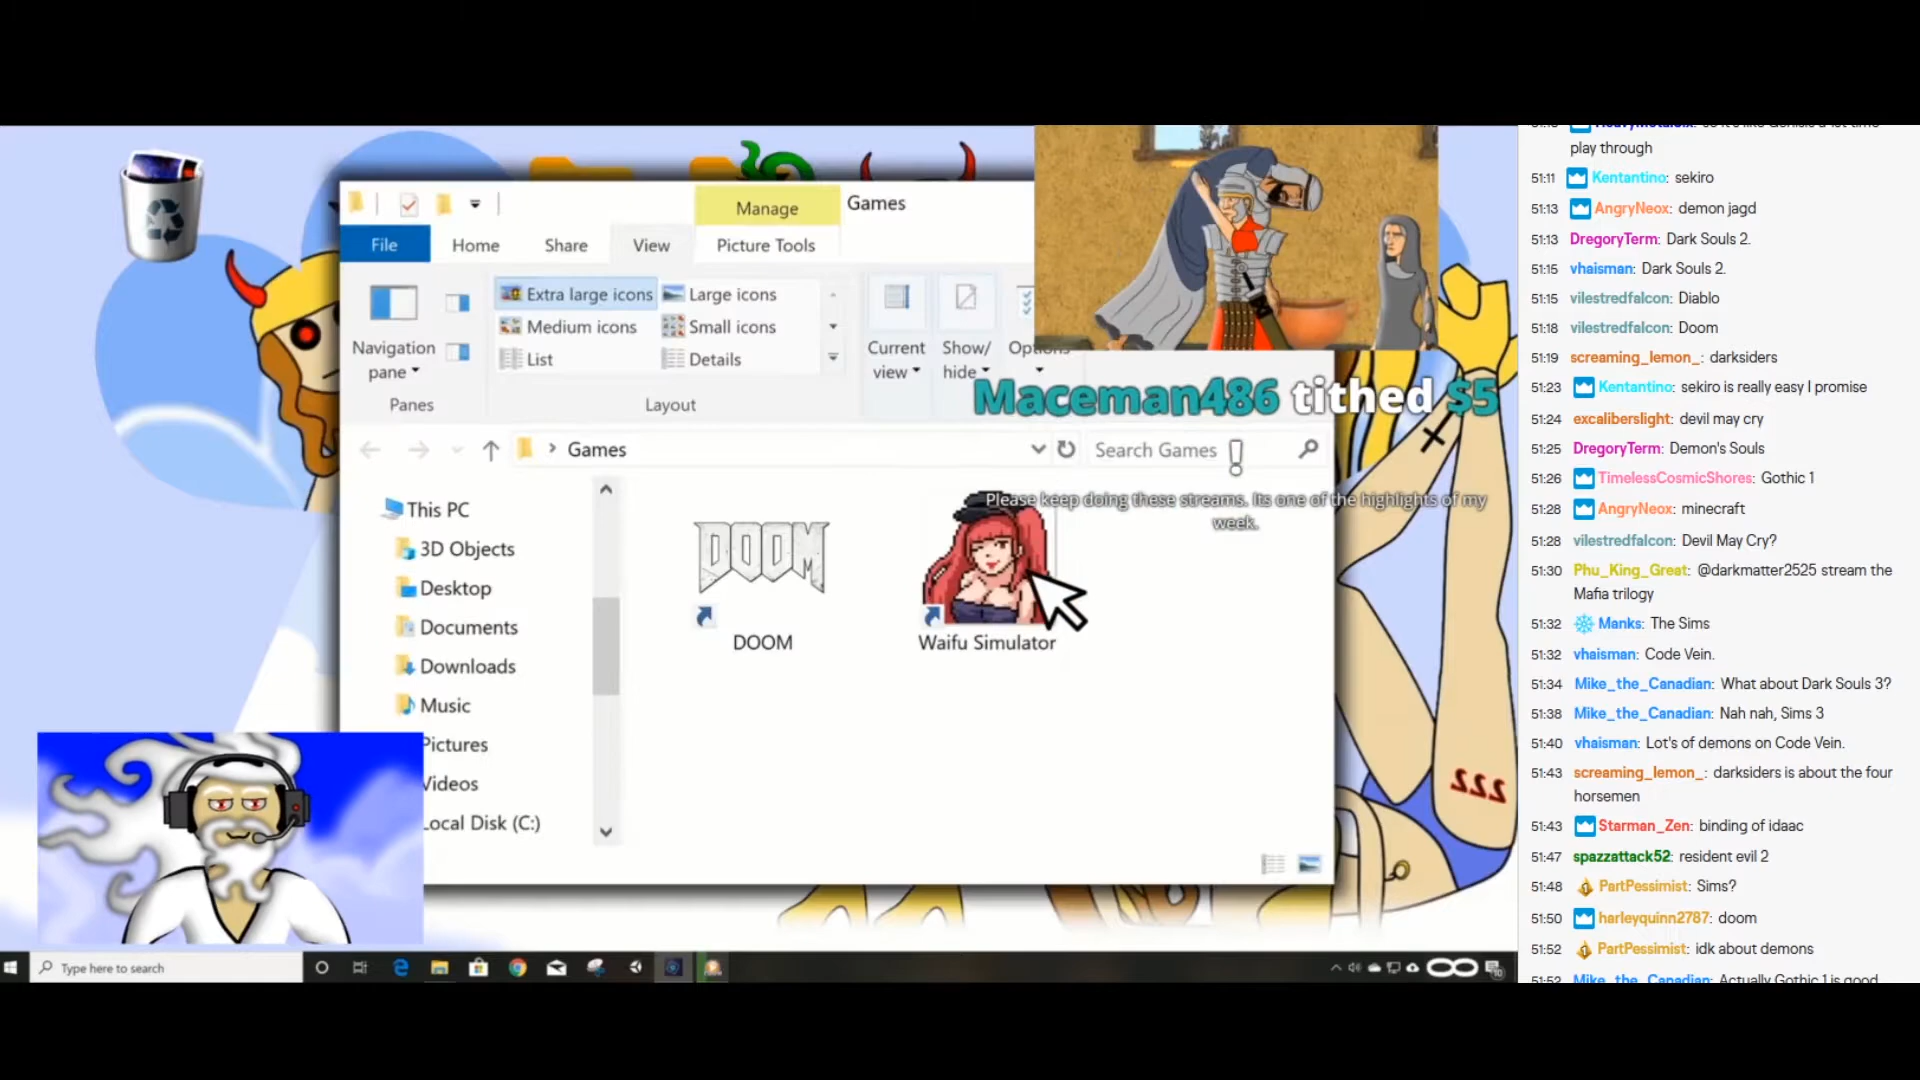 Manage
Games
File
Home
Share
View
Picture Tools
Extra large icons
Large icons
Medium icons
Small icons
List
Details
Navigation
pane
Current
view
Show/
hide
Panes
Layout
Maceman486 tithed $5
Games
Search Games
Please keep doing these streams. Its one of the highlights of my
week.
This PC
3D Objects
Desktop
Documents
Downloads
Music
Pictures
Videos
Local Disk (C:)
DOOM
DOOM
Waifu Simulator
222
Type here to search
play through
51:11 Kentantino: sekiro
51:13 AngryNeox: demon jagd
51:13 DregoryTerm: Dark Souls 2.
51:15 vhaisman: Dark Souls 2.
51:15 vilestredfalcon: Diablo
51:18 vilestredfalcon: Doom
51:19 screaming_lemon_: darksiders
51:23 Kentantino: sekiro is really easy I promise
51:24 excaliberslight: devil may cry
51:25 DregoryTerm: Demon's Souls
51:26 TimelessCosmicShores: Gothic 1
51:28 AngryNeox: minecraft
51:28 vilestredfalcon: Devil May Cry?
51:30 Phu_King_Great: @darkmatter2525 stream the
Mafia trilogy
51:32 Manks: The Sims
51:32 vhaisman: Code Vein.
51:34 Mike_the_Canadian: What about Dark Souls 3?
51:38 Mike_the_Canadian: Nah nah, Sims 3
51:40 vhaisman: Lot's of demons on Code Vein.
51:43 screaming_lemon_: darksiders is about the four
horsemen
51:43 Starman_Zen: binding of idaac
51:47 spazzattack52: resident evil 2
51:48 PartPessimist: Sims?
51:50 harleyquinn2787: doom
51:52 PartPessimist: idk about demons
51:52 Mike_the_Canadian: Actually Gothic 1 is good